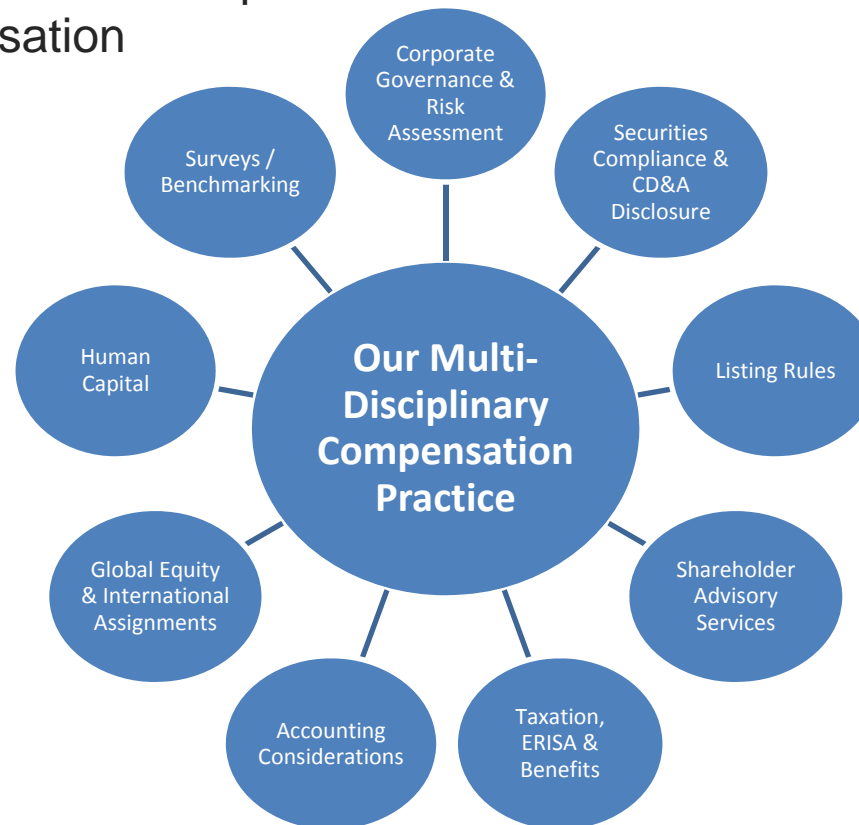 sation
Corporate
Governance &
Risk
Assessment
Securities
Compliance &
CD&A
Disclosure
Listing Rules
Shareholder
Advisory
Services
Taxation,
ERISA &
Benefits
Accounting
Considerations
Global Equity
& International
Assignments
Human
Capital
Surveys /
Benchmarking
Our Multi-
Disciplinary
Compensation
Practice